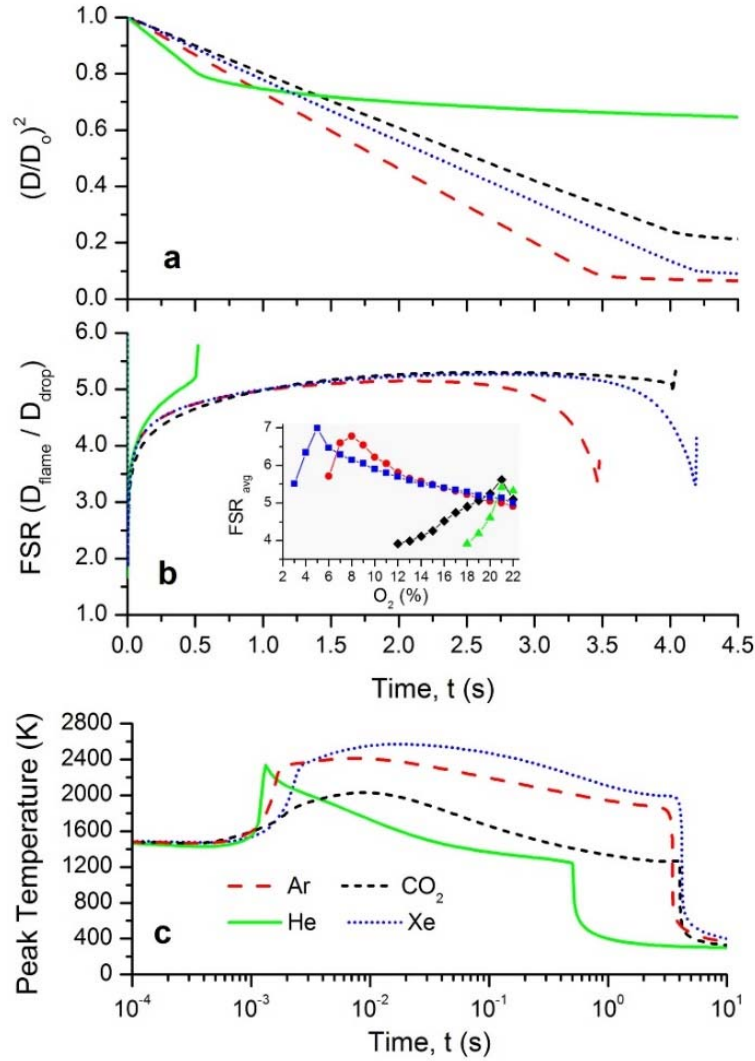 1.0
0.8
0.6
0.4
0.2
0.0
(D/D₀)²
a
6.0
5.0
4.0
3.0
2.0
1.0
FSR (D_flame / D_drop)
b
7
6
5
4
FSR avg
2 4 6 8 10 12 14 16 18 20 22
O₂ (%)
0.0 0.5 1.0 1.5 2.0 2.5 3.0 3.5 4.0 4.5
Time, t (s)
2800
2400
2000
1600
1200
800
400
0
Peak Temperature (K)
Ar CO₂
He Xe
c
10⁻⁴ 10⁻³ 10⁻² 10⁻¹ 10⁰ 10¹
Time, t (s)